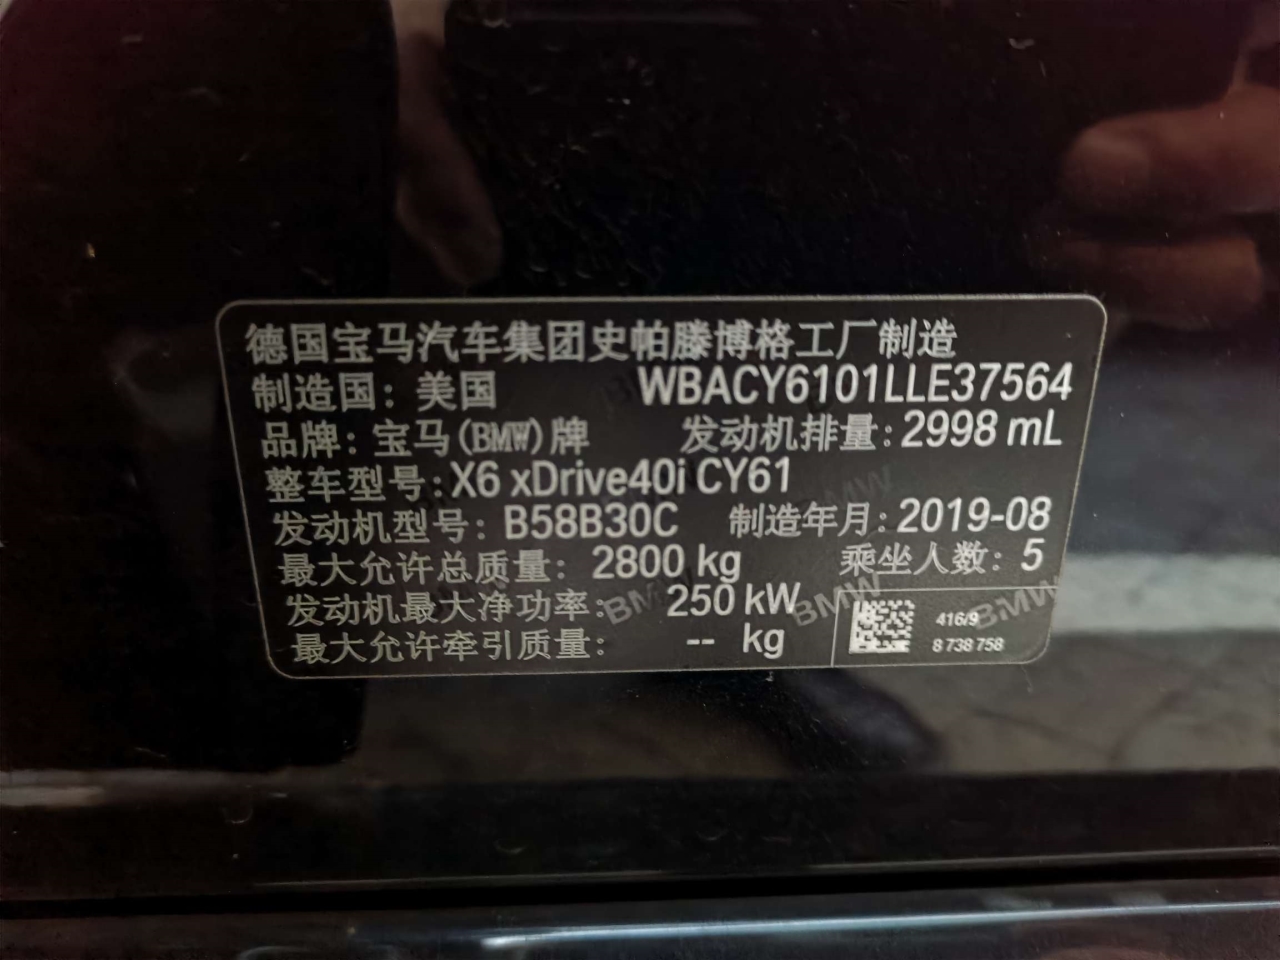 德国宝马汽车集团史帕滕博格工厂制造
制造国：美国 WBACY6101LLE37564
品牌：宝马(BMW)牌 发动机排量：2998 mL
整车型号：X6 xDrive40i CY61
发动机型号：B58B30C 制造年月：2019-08
最大允许总质量：2800 kg 乘坐人数：5
发动机最大净功率：250 kW
最大允许牵引质量：-- kg
416/9
8 738 758
BMW
BMW
BMW
BMW